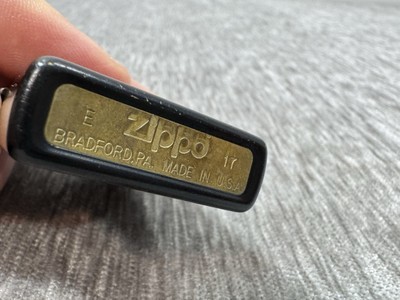 E Zippo 17
BRADFORD,PA. MADE IN U.S.A.